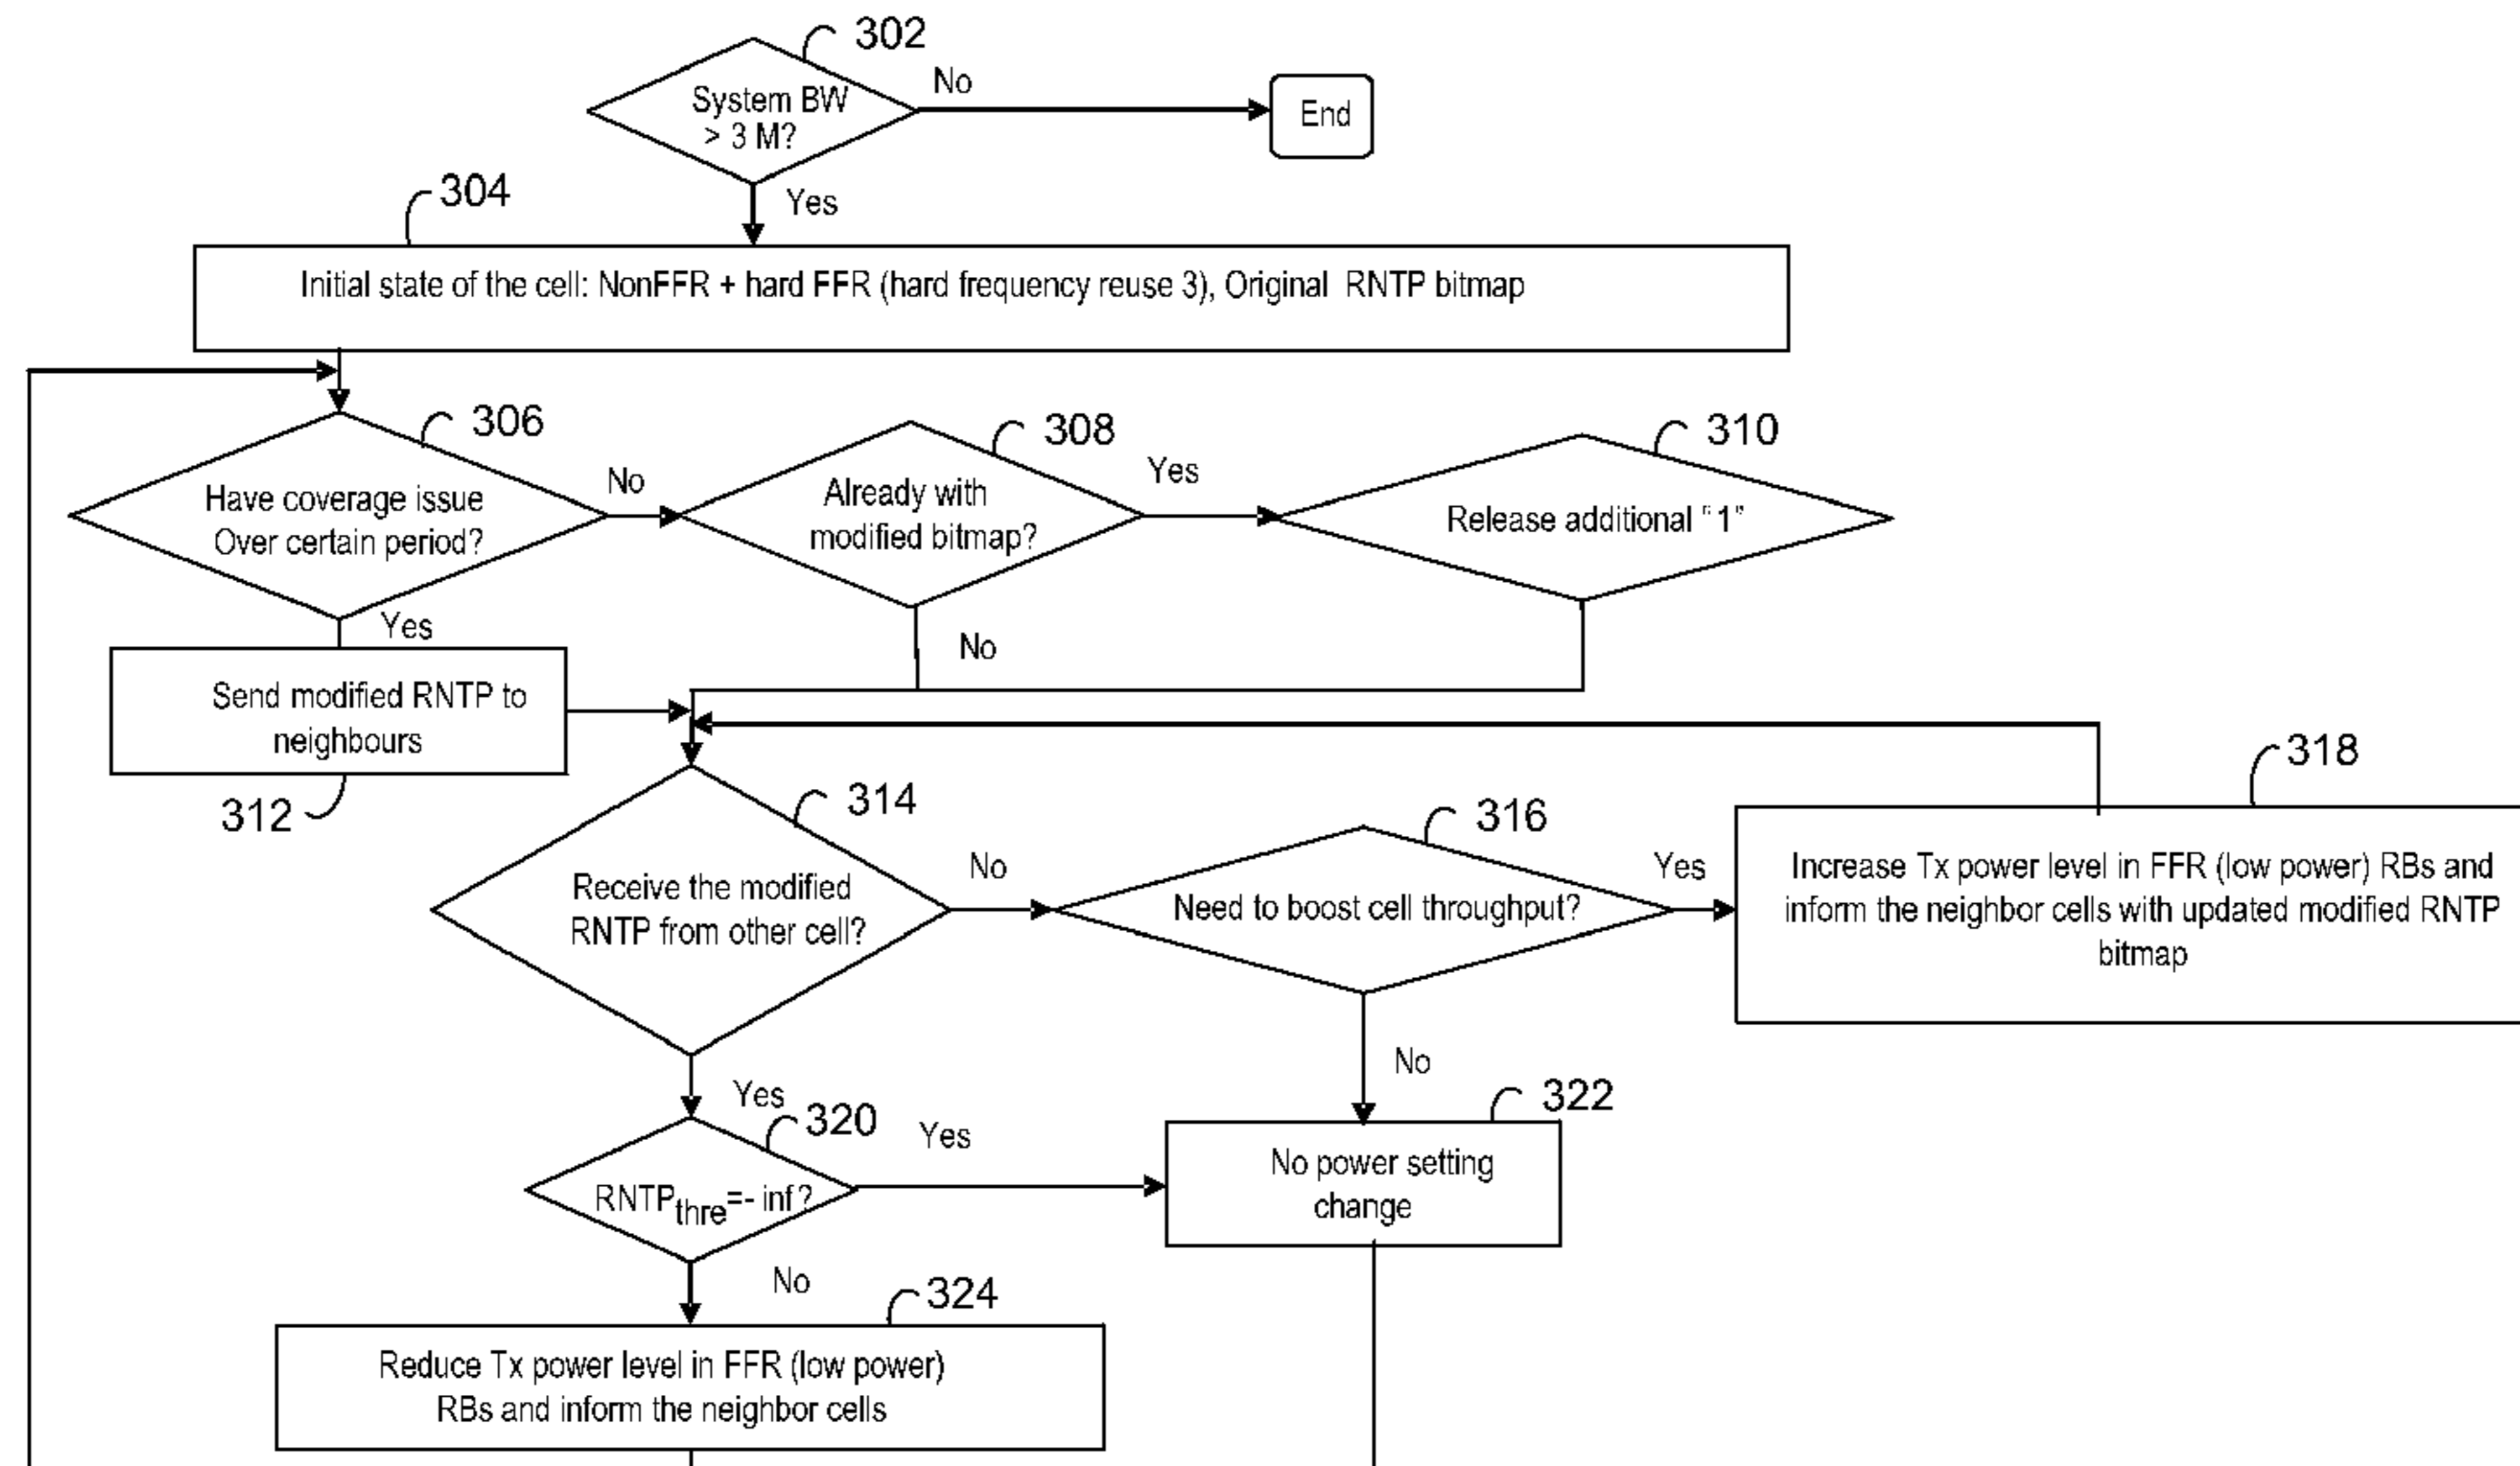 302
System BW
> 3 M?
No
End
Yes
304
Initial state of the cell: NonFFR + hard FFR (hard frequency reuse 3), Original RNTP bitmap
306
Have coverage issue
Over certain period?
No
308
Already with
modified bitmap?
Yes
310
Release additional "1"
Yes
No
Send modified RNTP to
neighbours
312
314
Receive the modified
RNTP from other cell?
No
316
Need to boost cell throughput?
Yes
318
Increase Tx power level in FFR (low power) RBs and
inform the neighbor cells with updated modified RNTP
bitmap
Yes
No
320
RNTPthre=- inf?
Yes
322
No power setting
change
No
324
Reduce Tx power level in FFR (low power)
RBs and inform the neighbor cells